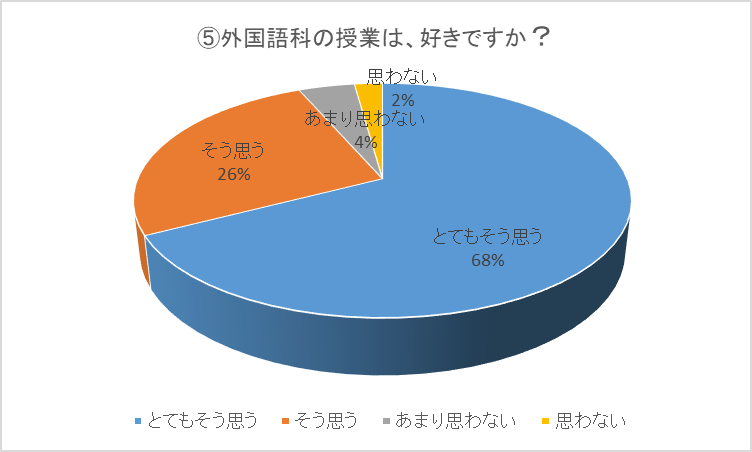 ⑤外国語科の授業は、好きですか？
思わない
2%
あまり思わない
4%
そう思う
26%
とてもそう思う
68%
とてもそう思う そう思う あまり思わない 思わない